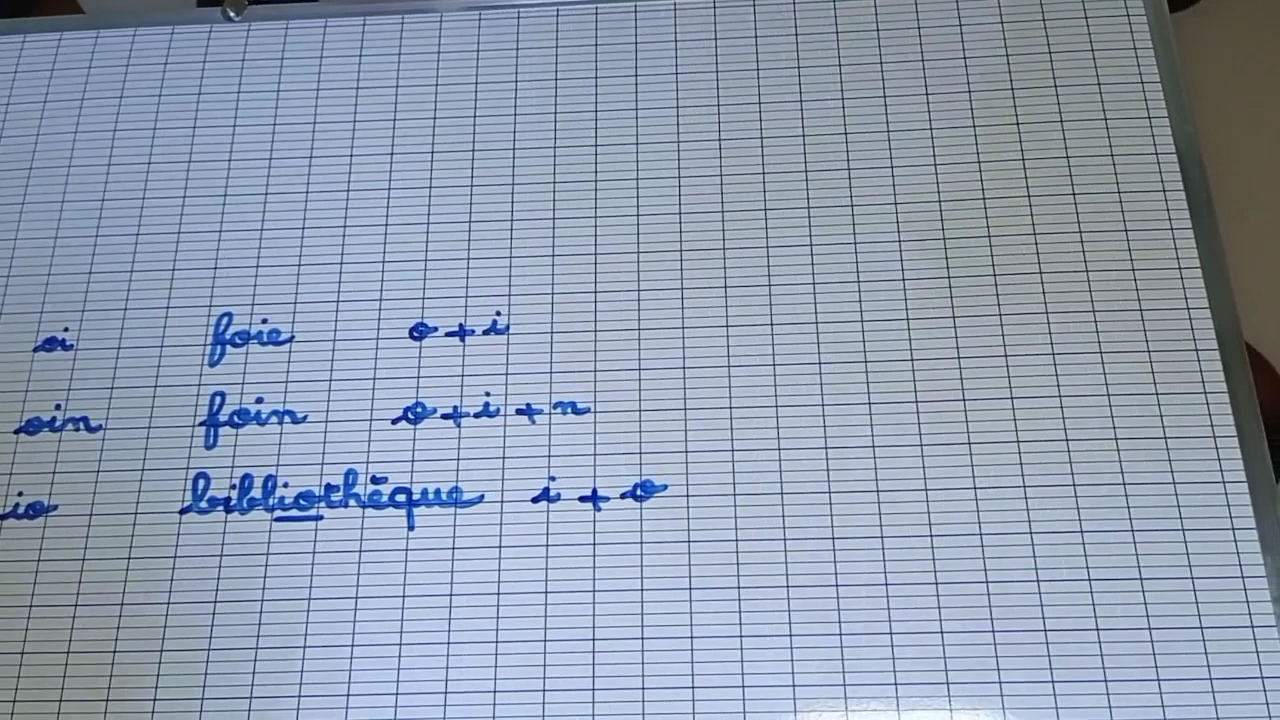 oi foie o + i
oin foin o + i + n
io bibliothèque i + o